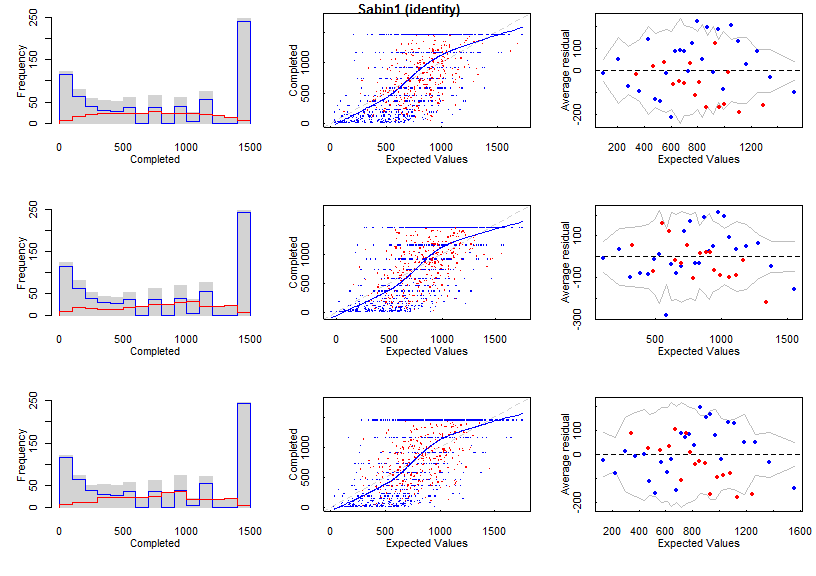 Sabin1 (identity)
Frequency
0 50 150 250
0 500 1000 1500
Completed
Completed
0 500 1000
0 500 1000 1500
Expected Values
Average residual
-200 0 100
200 400 600 800 1200
Expected Values
Frequency
0 50 150 250
0 500 1000 1500
Completed
Completed
0 500 1000
0 500 1000 1500
Expected Values
Average residual
-300 -100 0 100
500 1000 1500
Expected Values
Frequency
0 50 150 250
0 500 1000 1500
Completed
Completed
0 500 1000
0 500 1000 1500
Expected Values
Average residual
-200 0 100
200 400 600 800 1000 1200 1400 1600
Expected Values